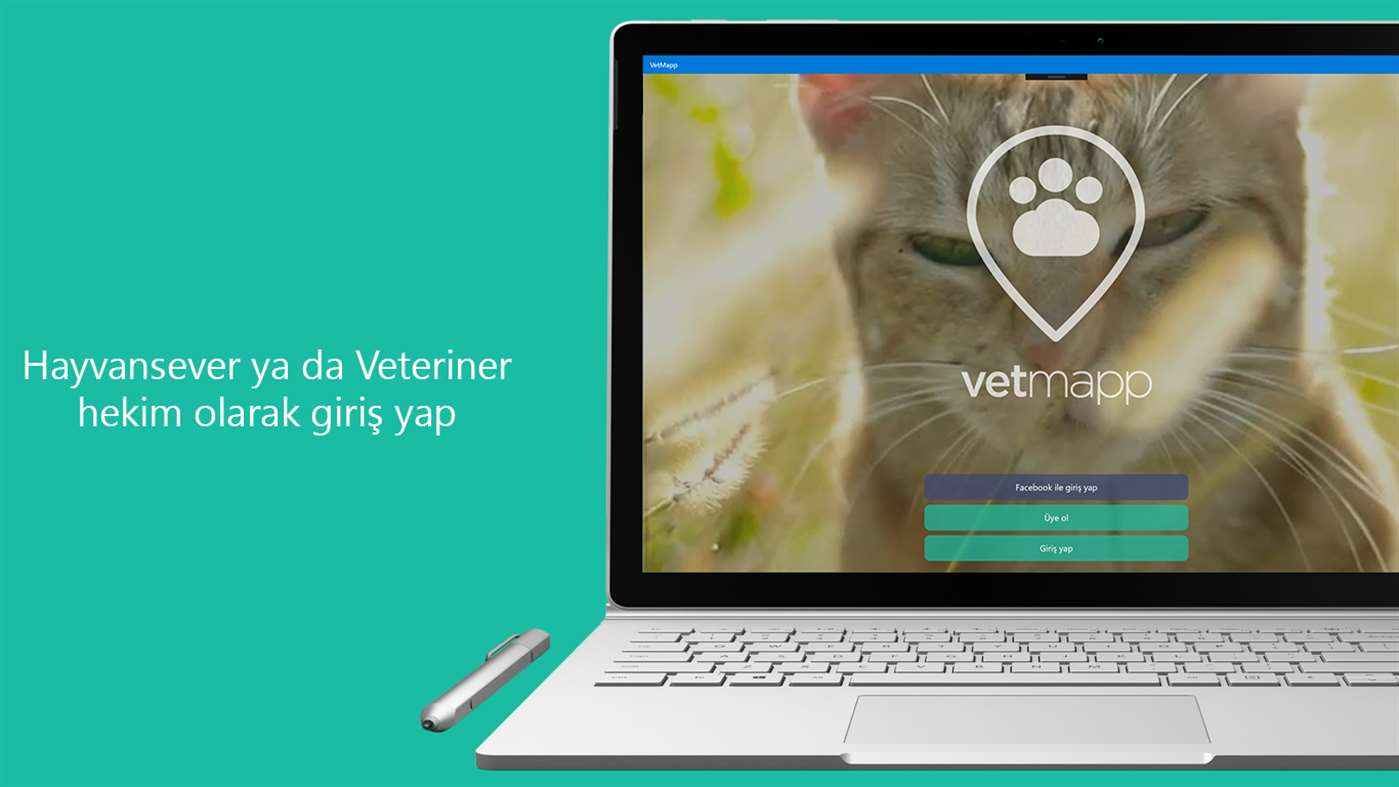 Hayvansever ya da Veteriner
hekim olarak giriş yap
VetMapp
vetmapp
Facebook ile giriş yap
Üye ol
Giriş yap